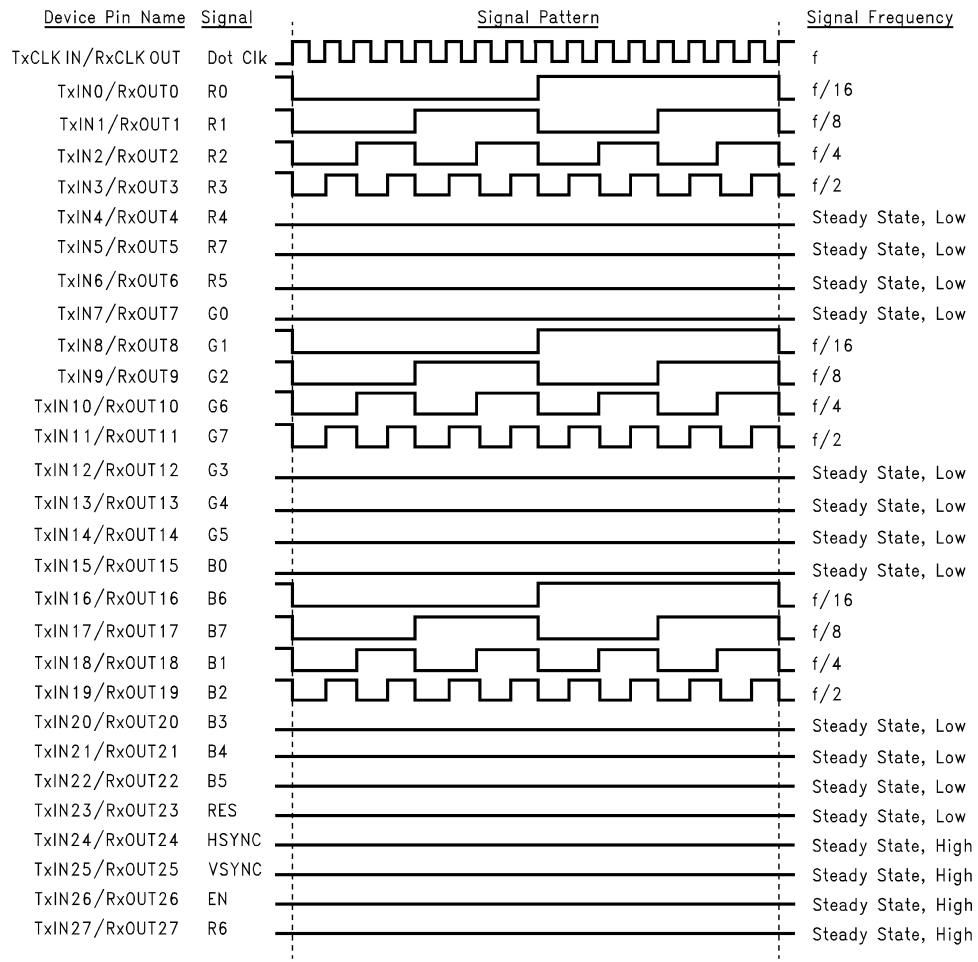 Device Pin Name Signal Signal Pattern Signal Frequency
TxCLK IN/RxCLK OUT Dot Clk f
TxIN0/RxOUT0 R0 f/16
TxIN1/RxOUT1 R1 f/8
TxIN2/RxOUT2 R2 f/4
TxIN3/RxOUT3 R3 f/2
TxIN4/RxOUT4 R4 Steady State, Low
TxIN5/RxOUT5 R7 Steady State, Low
TxIN6/RxOUT6 R5 Steady State, Low
TxIN7/RxOUT7 G0 Steady State, Low
TxIN8/RxOUT8 G1 f/16
TxIN9/RxOUT9 G2 f/8
TxIN10/RxOUT10 G6 f/4
TxIN11/RxOUT11 G7 f/2
TxIN12/RxOUT12 G3 Steady State, Low
TxIN13/RxOUT13 G4 Steady State, Low
TxIN14/RxOUT14 G5 Steady State, Low
TxIN15/RxOUT15 B0 Steady State, Low
TxIN16/RxOUT16 B6 f/16
TxIN17/RxOUT17 B7 f/8
TxIN18/RxOUT18 B1 f/4
TxIN19/RxOUT19 B2 f/2
TxIN20/RxOUT20 B3 Steady State, Low
TxIN21/RxOUT21 B4 Steady State, Low
TxIN22/RxOUT22 B5 Steady State, Low
TxIN23/RxOUT23 RES Steady State, Low
TxIN24/RxOUT24 HSYNC Steady State, High
TxIN25/RxOUT25 VSYNC Steady State, High
TxIN26/RxOUT26 EN Steady State, High
TxIN27/RxOUT27 R6 Steady State, High